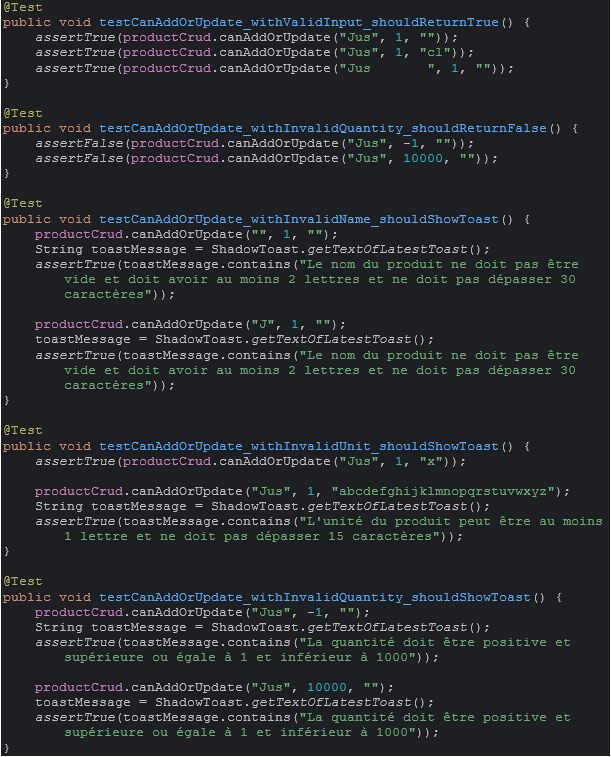 @Test
public void testCanAddOrUpdate_withValidInput_shouldReturnTrue() {
    assertTrue(productCrud.canAddOrUpdate("Jus", 1, ""));
    assertTrue(productCrud.canAddOrUpdate("Jus", 1, "cl"));
    assertTrue(productCrud.canAddOrUpdate("Jus       ", 1, ""));
}

@Test
public void testCanAddOrUpdate_withInvalidQuantity_shouldReturnFalse() {
    assertFalse(productCrud.canAddOrUpdate("Jus", -1, ""));
    assertFalse(productCrud.canAddOrUpdate("Jus", 10000, ""));
}

@Test
public void testCanAddOrUpdate_withInvalidName_shouldShowToast() {
    productCrud.canAddOrUpdate("", 1, "");
    String toastMessage = ShadowToast.getTextOfLatestToast();
    assertTrue(toastMessage.contains("Le nom du produit ne doit pas être
        vide et doit avoir au moins 2 lettres et ne doit pas dépasser 30
        caractères"));

    productCrud.canAddOrUpdate("J", 1, "");
    toastMessage = ShadowToast.getTextOfLatestToast();
    assertTrue(toastMessage.contains("Le nom du produit ne doit pas être
        vide et doit avoir au moins 2 lettres et ne doit pas dépasser 30
        caractères"));
}

@Test
public void testCanAddOrUpdate_withInvalidUnit_shouldShowToast() {
    assertTrue(productCrud.canAddOrUpdate("Jus", 1, "x"));

    productCrud.canAddOrUpdate("Jus", 1, "abcdefghijklmnopqrstuvwxyz");
    String toastMessage = ShadowToast.getTextOfLatestToast();
    assertTrue(toastMessage.contains("L'unité du produit peut être au moins
        1 lettre et ne doit pas dépasser 15 caractères"));
}

@Test
public void testCanAddOrUpdate_withInvalidQuantity_shouldShowToast() {
    productCrud.canAddOrUpdate("Jus", -1, "");
    String toastMessage = ShadowToast.getTextOfLatestToast();
    assertTrue(toastMessage.contains("La quantité doit être positive et
        supérieure ou égale à 1 et inférieur à 1000"));

    productCrud.canAddOrUpdate("Jus", 10000, "");
    toastMessage = ShadowToast.getTextOfLatestToast();
    assertTrue(toastMessage.contains("La quantité doit être positive et
        supérieure ou égale à 1 et inférieur à 1000"));
}